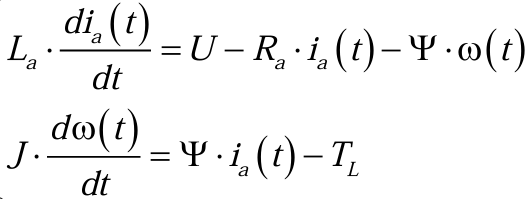 L_a · di_a(t)/dt = U − R_a · i_a(t) − Ψ · ω(t)
J · dω(t)/dt = Ψ · i_a(t) − T_L